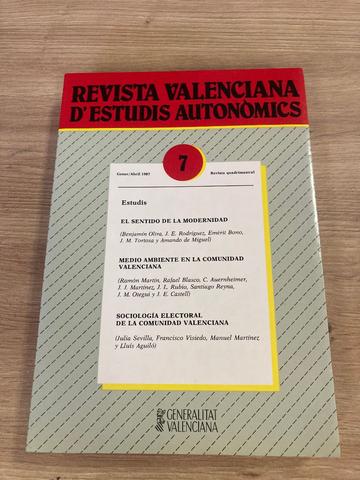 REVISTA VALENCIANA
D'ESTUDIS AUTONÒMICS
7
Gener/Abril 1987
Revista quadrimestral
Estudis
EL SENTIDO DE LA MODERNIDAD
(Benjamín Oltra, J. E. Rodríguez, Emèrit Bono,
J. M. Tortosa y Amando de Miguel)
MEDIO AMBIENTE EN LA COMUNIDAD
VALENCIANA
(Ramón Martín, Rafael Blasco, C. Auernheimer,
J. J. Martínez, J. L. Rubio, Santiago Reyna,
J. M. Otegui y J. E. Castell)
SOCIOLOGÍA ELECTORAL
DE LA COMUNIDAD VALENCIANA
(Julia Sevilla, Francisco Visiedo, Manuel Martínez
y Lluís Aguiló)
GENERALITAT
VALENCIANA